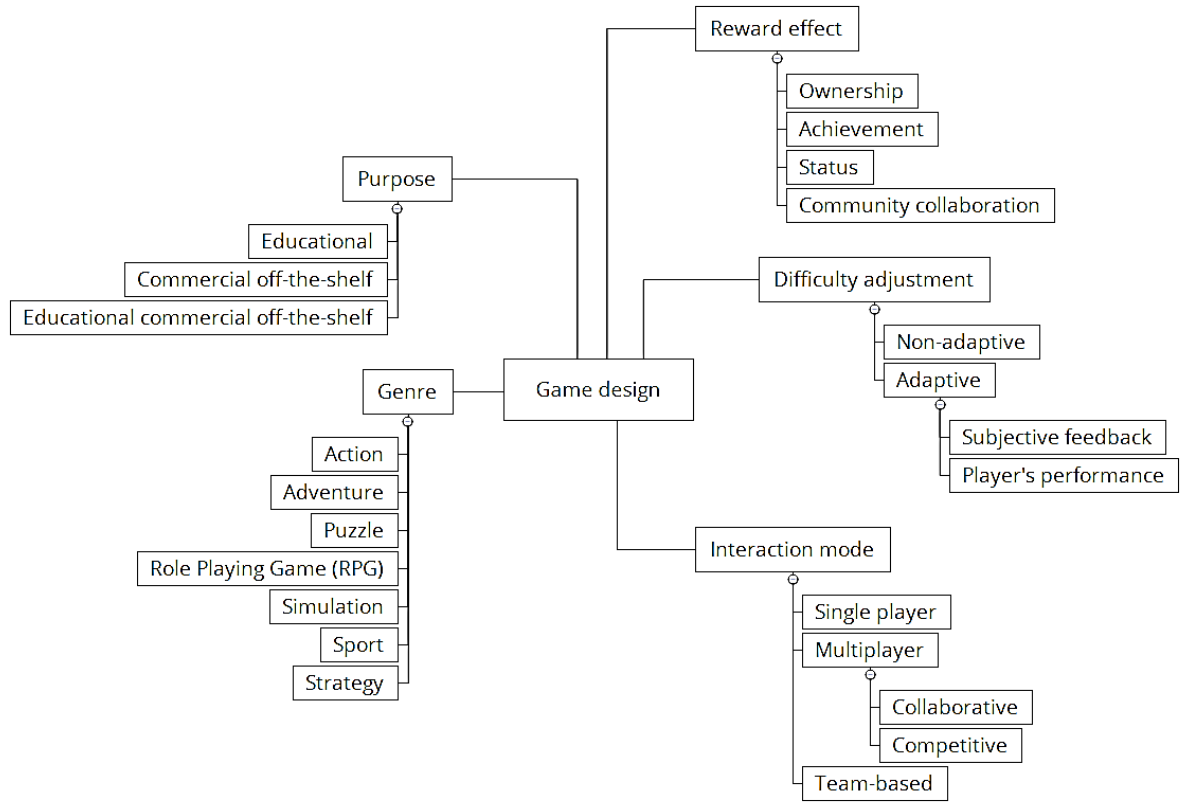 Reward effect
Ownership
Achievement
Status
Community collaboration
Purpose
Educational
Commercial off-the-shelf
Educational commercial off-the-shelf
Difficulty adjustment
Non-adaptive
Adaptive
Subjective feedback
Player's performance
Game design
Genre
Action
Adventure
Puzzle
Role Playing Game (RPG)
Simulation
Sport
Strategy
Interaction mode
Single player
Multiplayer
Collaborative
Competitive
Team-based